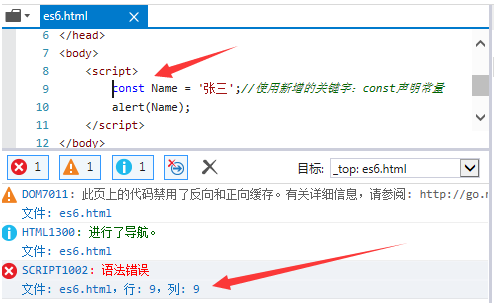 es6.html
6 </head>
7 <body>
8 <script>
9 const Name = '张三';//使用新增的关键字：const声明常量
10 alert(Name);
11 </script>
12 </body>
1 1 1 目标: _top: es6.html
DOM7011: 此页上的代码禁用了反向和正向缓存。有关详细信息，请参阅: http://go.
文件: es6.html
HTML1300: 进行了导航。
文件: es6.html
SCRIPT1002: 语法错误
文件: es6.html，行: 9，列: 9